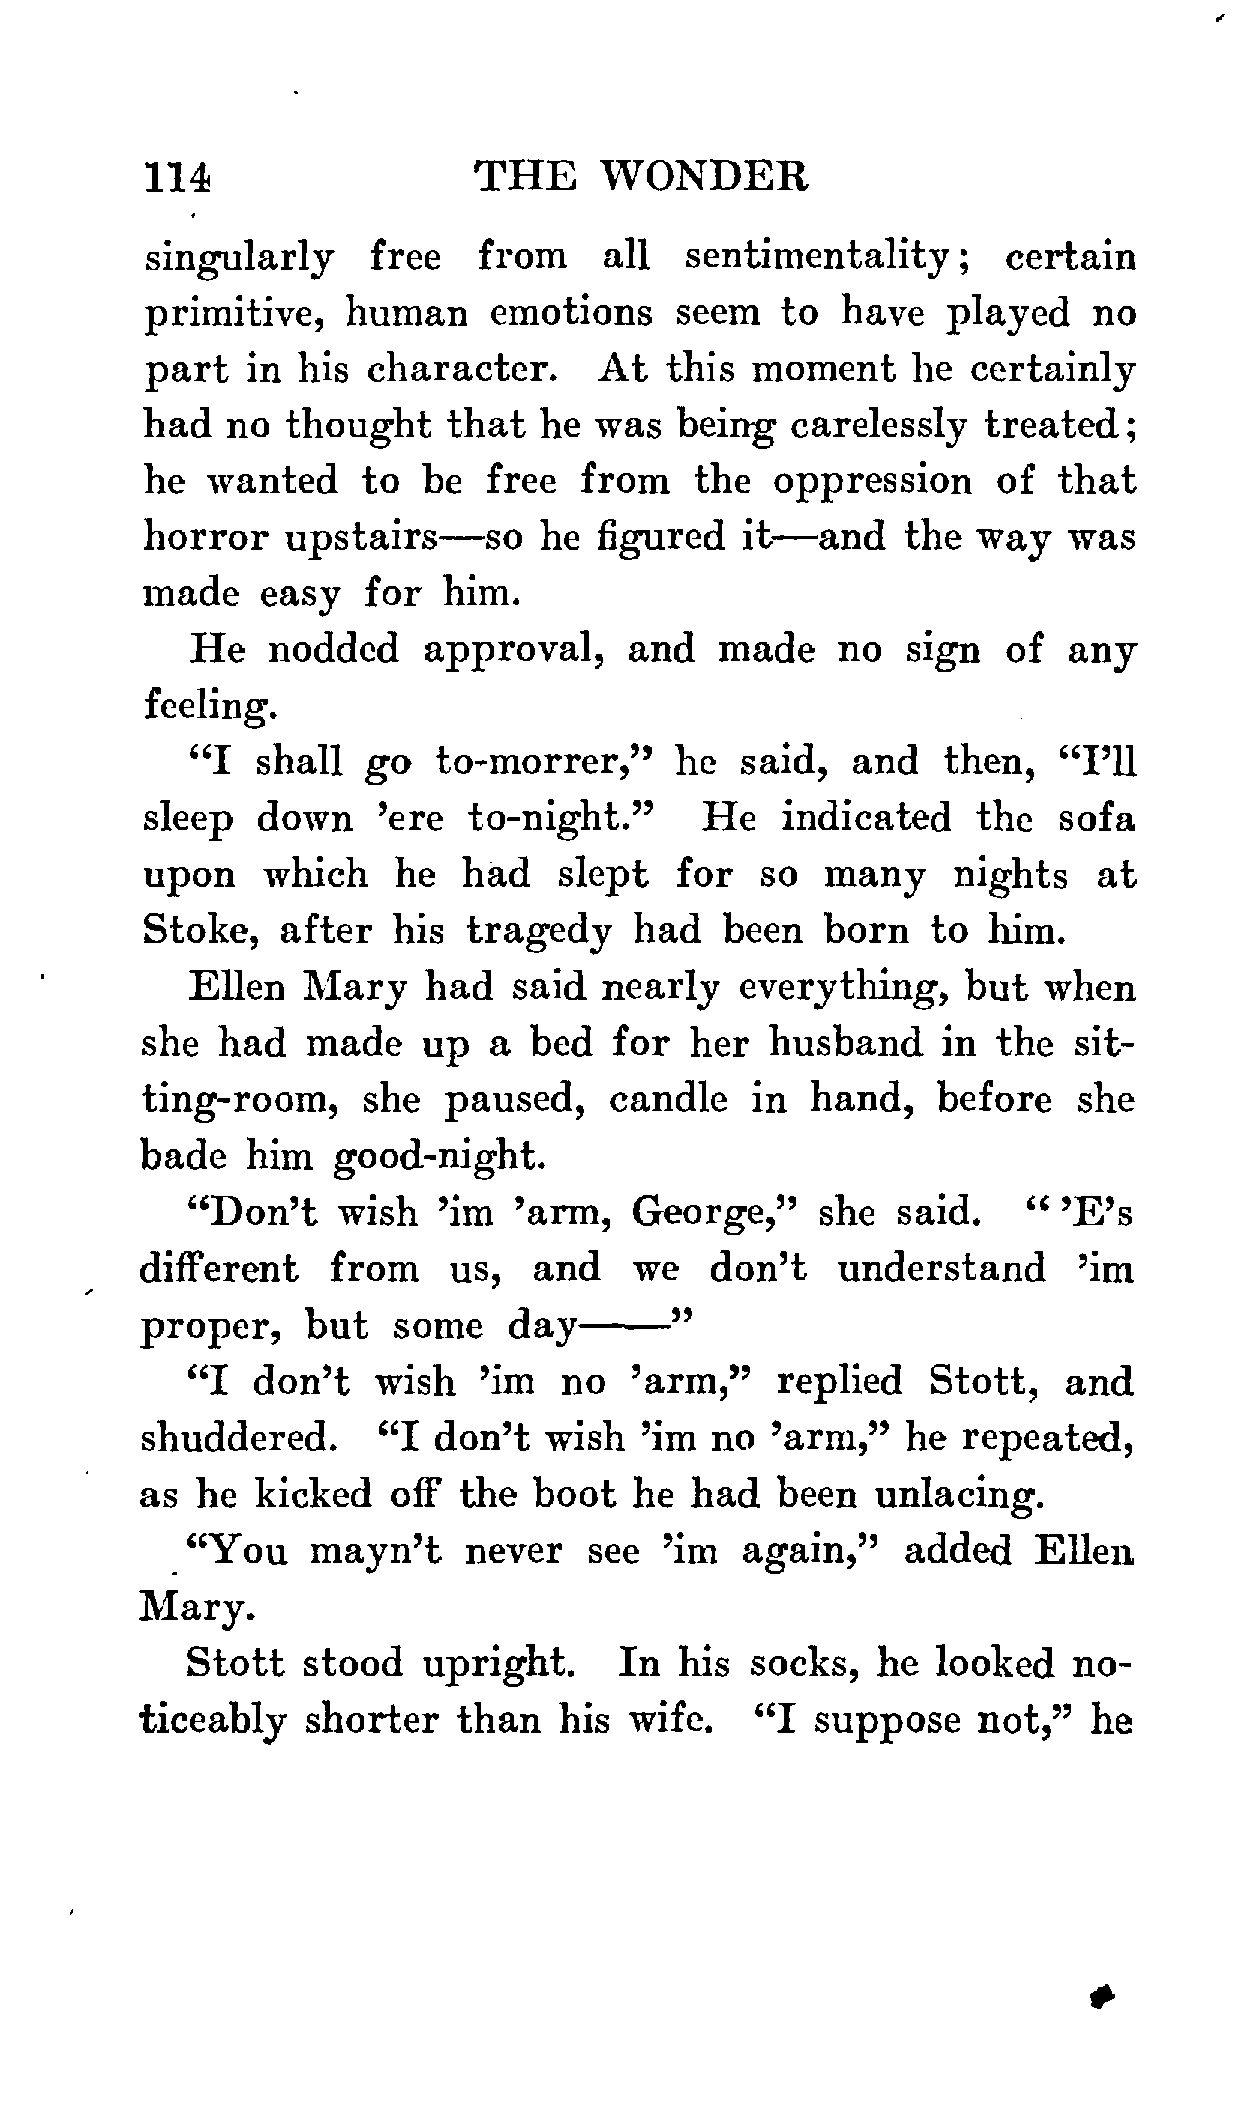 114 THE WONDER
singularly free from all sentimentality; certain
primitive, human emotions seem to have played no
part in his character. At this moment he certainly
had no thought that he was being carelessly treated;
he wanted to be free from the oppression of that
horror upstairs—so he figured it—and the way was
made easy for him.
He nodded approval, and made no sign of any
feeling.
“I shall go to-morrer,” he said, and then, “I’ll
sleep down ’ere to-night.” He indicated the sofa
upon which he had slept for so many nights at
Stoke, after his tragedy had been born to him.
Ellen Mary had said nearly everything, but when
she had made up a bed for her husband in the sit-
ting-room, she paused, candle in hand, before she
bade him good-night.
“Don’t wish ’im ’arm, George,” she said. “ ’E’s
different from us, and we don’t understand ’im
proper, but some day——”
“I don’t wish ’im no ’arm,” replied Stott, and
shuddered. “I don’t wish ’im no ’arm,” he repeated,
as he kicked off the boot he had been unlacing.
“You mayn’t never see ’im again,” added Ellen
Mary.
Stott stood upright. In his socks, he looked no-
ticeably shorter than his wife. “I suppose not,” he